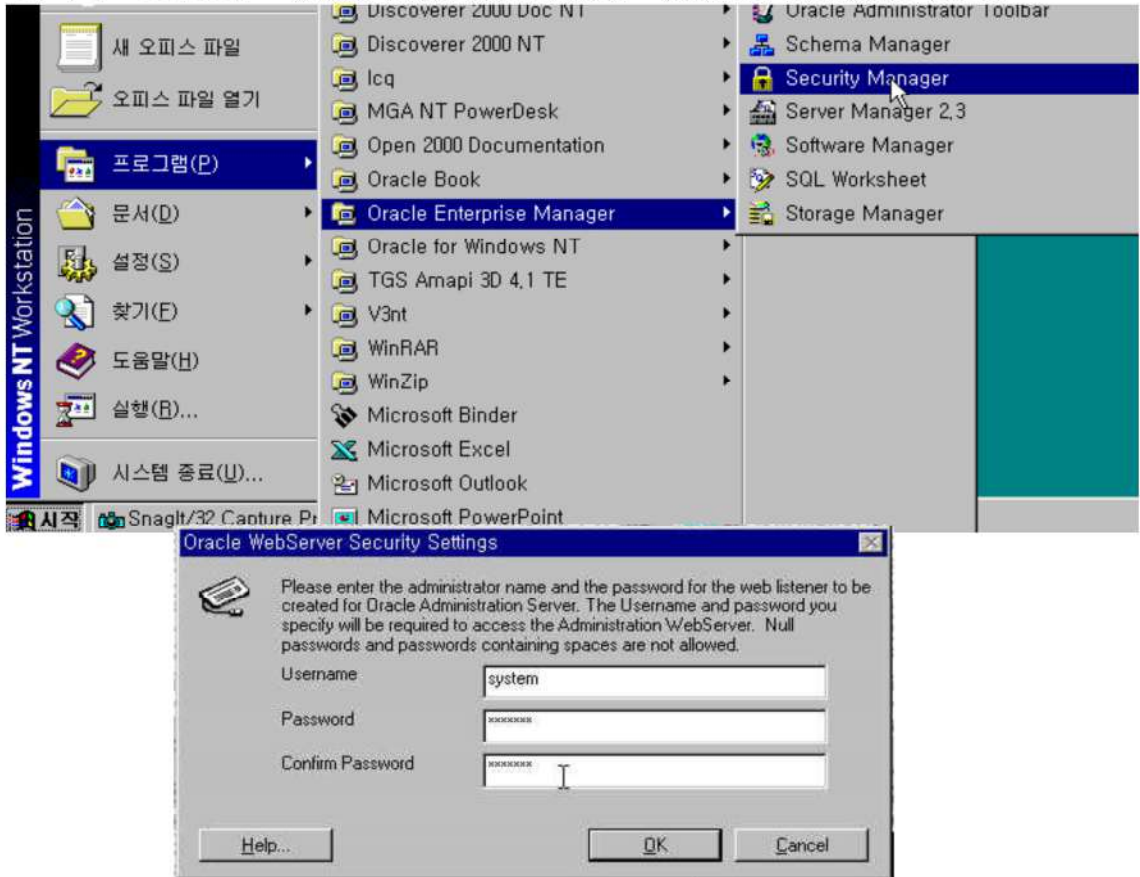 Windows NT Workstation
새 오피스 파일
오피스 파일 열기
프로그램(P)
문서(D)
설정(S)
찾기(F)
도움말(H)
실행(R)...
시스템 종료(U)...
시작
SnagIt/32 Capture Pr
Discoverer 2000 Doc NT
Discoverer 2000 NT
Icq
MGA NT PowerDesk
Open 2000 Documentation
Oracle Book
Oracle Enterprise Manager
Oracle for Windows NT
TGS Amapi 3D 4,1 TE
V3nt
WinRAR
WinZip
Microsoft Binder
Microsoft Excel
Microsoft Outlook
Microsoft PowerPoint
Oracle Administrator Toolbar
Schema Manager
Security Manager
Server Manager 2,3
Software Manager
SQL Worksheet
Storage Manager
Oracle WebServer Security Settings
Please enter the administrator name and the password for the web listener to be
created for Oracle Administration Server. The Username and password you
specify will be required to access the Administration WebServer. Null
passwords and passwords containing spaces are not allowed.
Username
system
Password
×××××××
Confirm Password
×××××××
Help...
OK
Cancel